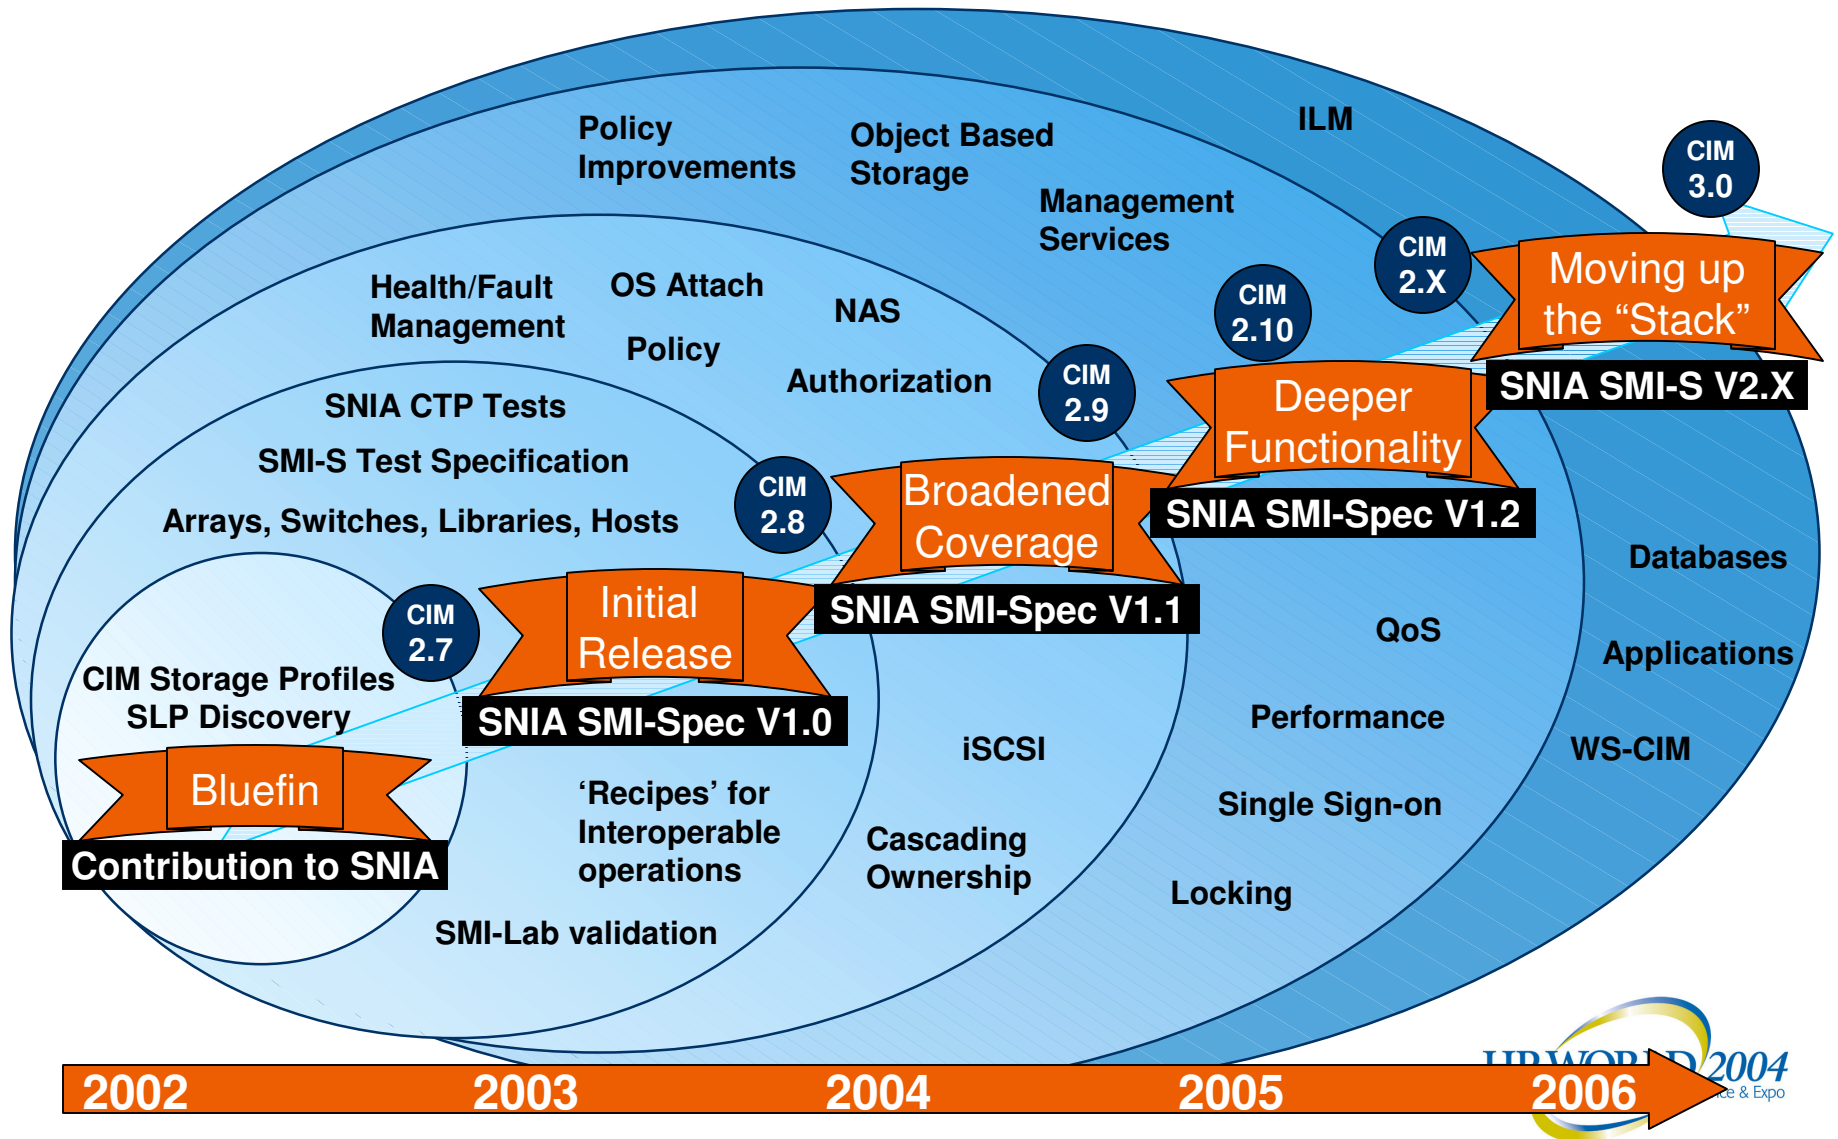 ILM
Policy
Improvements
Object Based
Storage
Management
Services
CIM
3.0
CIM
2.X
Moving up
the “Stack”
SNIA SMI-S V2.X
Health/Fault
Management
OS Attach
NAS
Policy
Authorization
CIM
2.10
CIM
2.9
Deeper
Functionality
SNIA SMI-Spec V1.2
SNIA CTP Tests
SMI-S Test Specification
Arrays, Switches, Libraries, Hosts
CIM
2.8
Broadened
Coverage
SNIA SMI-Spec V1.1
CIM
2.7
Initial
Release
SNIA SMI-Spec V1.0
CIM Storage Profiles
SLP Discovery
Bluefin
Contribution to SNIA
‘Recipes’ for
Interoperable
operations
SMI-Lab validation
iSCSI
Cascading
Ownership
QoS
Performance
Single Sign-on
Locking
Databases
Applications
WS-CIM
HP WORLD 2004
& Expo
2002 2003 2004 2005 2006